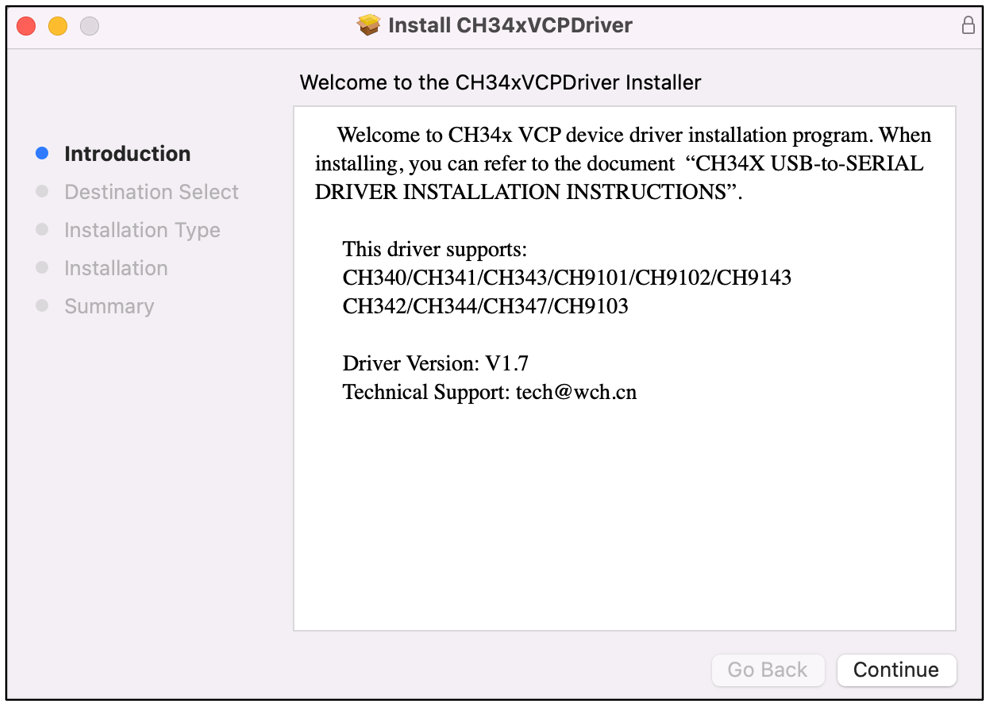 Install CH34xVCPDriver
Welcome to the CH34xVCPDriver Installer
Introduction
Destination Select
Installation Type
Installation
Summary
Welcome to CH34x VCP device driver installation program. When
installing, you can refer to the document “CH34X USB-to-SERIAL
DRIVER INSTALLATION INSTRUCTIONS”.
This driver supports:
CH340/CH341/CH343/CH9101/CH9102/CH9143
CH342/CH344/CH347/CH9103
Driver Version: V1.7
Technical Support: tech@wch.cn
Go Back
Continue